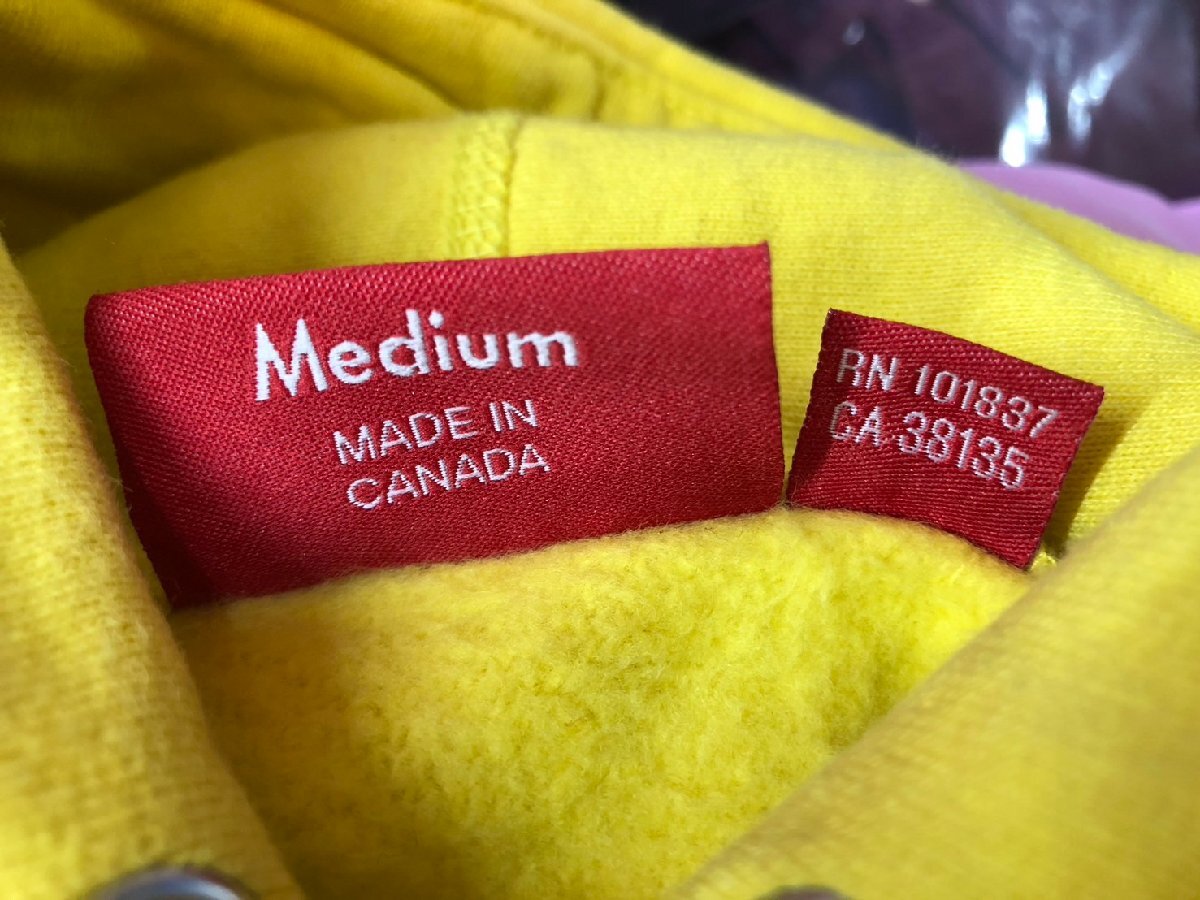 Medium
MADE IN
CANADA
RN 101837
CA 38135